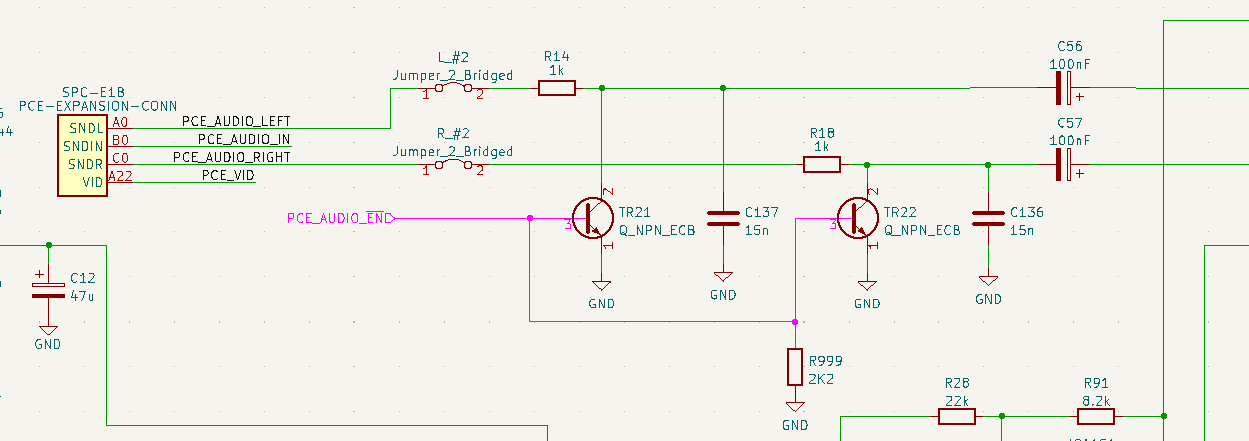 C56
100nF
L_#2
Jumper_2_Bridged
1 2
R14
1k
SPC-E1B
PCE-EXPANSION-CONN
SNDL A0 PCE_AUDIO_LEFT
SNDIN B0 PCE_AUDIO_IN
SNDR C0 PCE_AUDIO_RIGHT
VID A22 PCE_VID
44
+
C57
100nF
R_#2
Jumper_2_Bridged
1 2
R18
1k
+
PCE_AUDIO_EN
2
3
1
TR21
Q_NPN_ECB
GND
C137
15n
GND
2
3
1
TR22
Q_NPN_ECB
GND
C136
15n
GND
+
C12
47u
GND
R999
2K2
GND
R28
22k
R91
8.2k